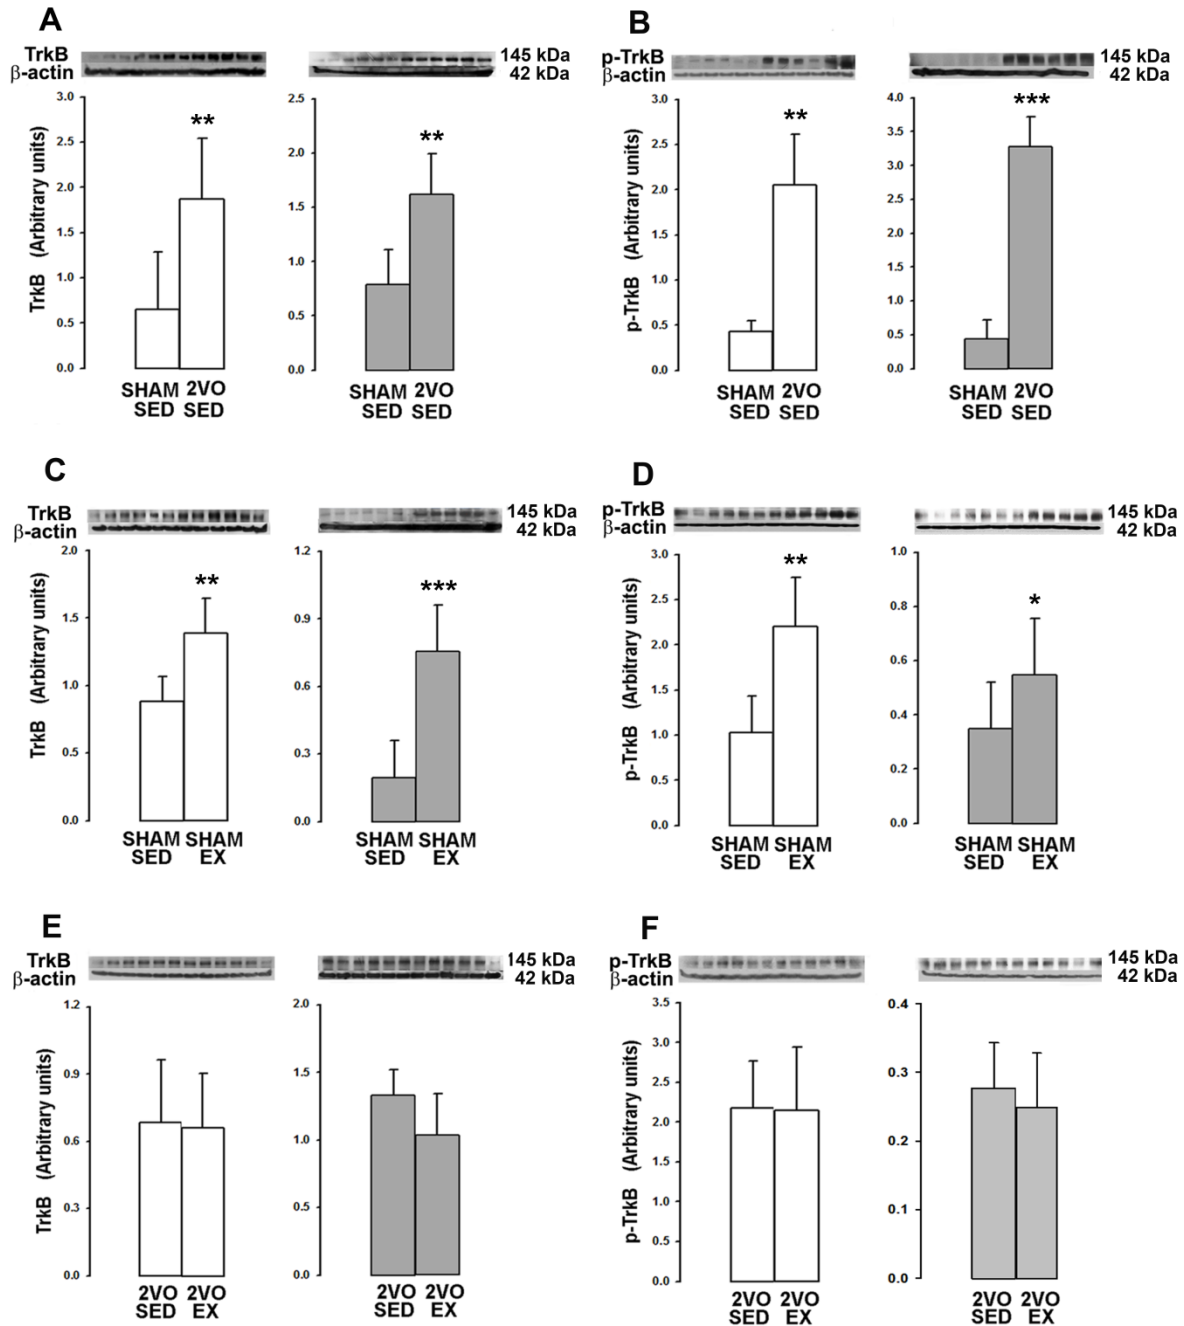 A
TrkB
β-actin
145 kDa
42 kDa
TrkB (Arbitrary units)
3.0
2.5
2.0
1.5
1.0
0.5
0.0
**
SHAM 2VO
SED SED
2.5
2.0
1.5
1.0
0.5
0.0
**
SHAM 2VO
SED SED
B
p-TrkB
β-actin
145 kDa
42 kDa
p-TrkB (Arbitrary units)
3.0
2.5
2.0
1.5
1.0
0.5
0.0
**
SHAM 2VO
SED SED
4.0
3.5
3.0
2.5
2.0
1.5
1.0
0.5
0.0
***
SHAM 2VO
SED SED
C
TrkB
β-actin
145 kDa
42 kDa
TrkB (Arbitrary units)
2.0
1.5
1.0
0.5
0.0
**
SHAM SHAM
SED EX
1.2
0.9
0.6
0.3
0.0
***
SHAM SHAM
SED EX
D
p-TrkB
β-actin
145 kDa
42 kDa
p-TrkB (Arbitrary units)
3.0
2.5
2.0
1.5
1.0
0.5
0.0
**
SHAM SHAM
SED EX
1.0
0.8
0.6
0.4
0.2
0.0
*
SHAM SHAM
SED EX
E
TrkB
β-actin
145 kDa
42 kDa
TrkB (Arbitrary units)
1.2
0.9
0.6
0.3
0.0
2VO 2VO
SED EX
2.0
1.5
1.0
0.5
0.0
2VO 2VO
SED EX
F
p-TrkB
β-actin
145 kDa
42 kDa
p-TrkB (Arbitrary units)
3.5
3.0
2.5
2.0
1.5
1.0
0.5
0.0
2VO 2VO
SED EX
0.4
0.3
0.2
0.1
0.0
2VO 2VO
SED EX